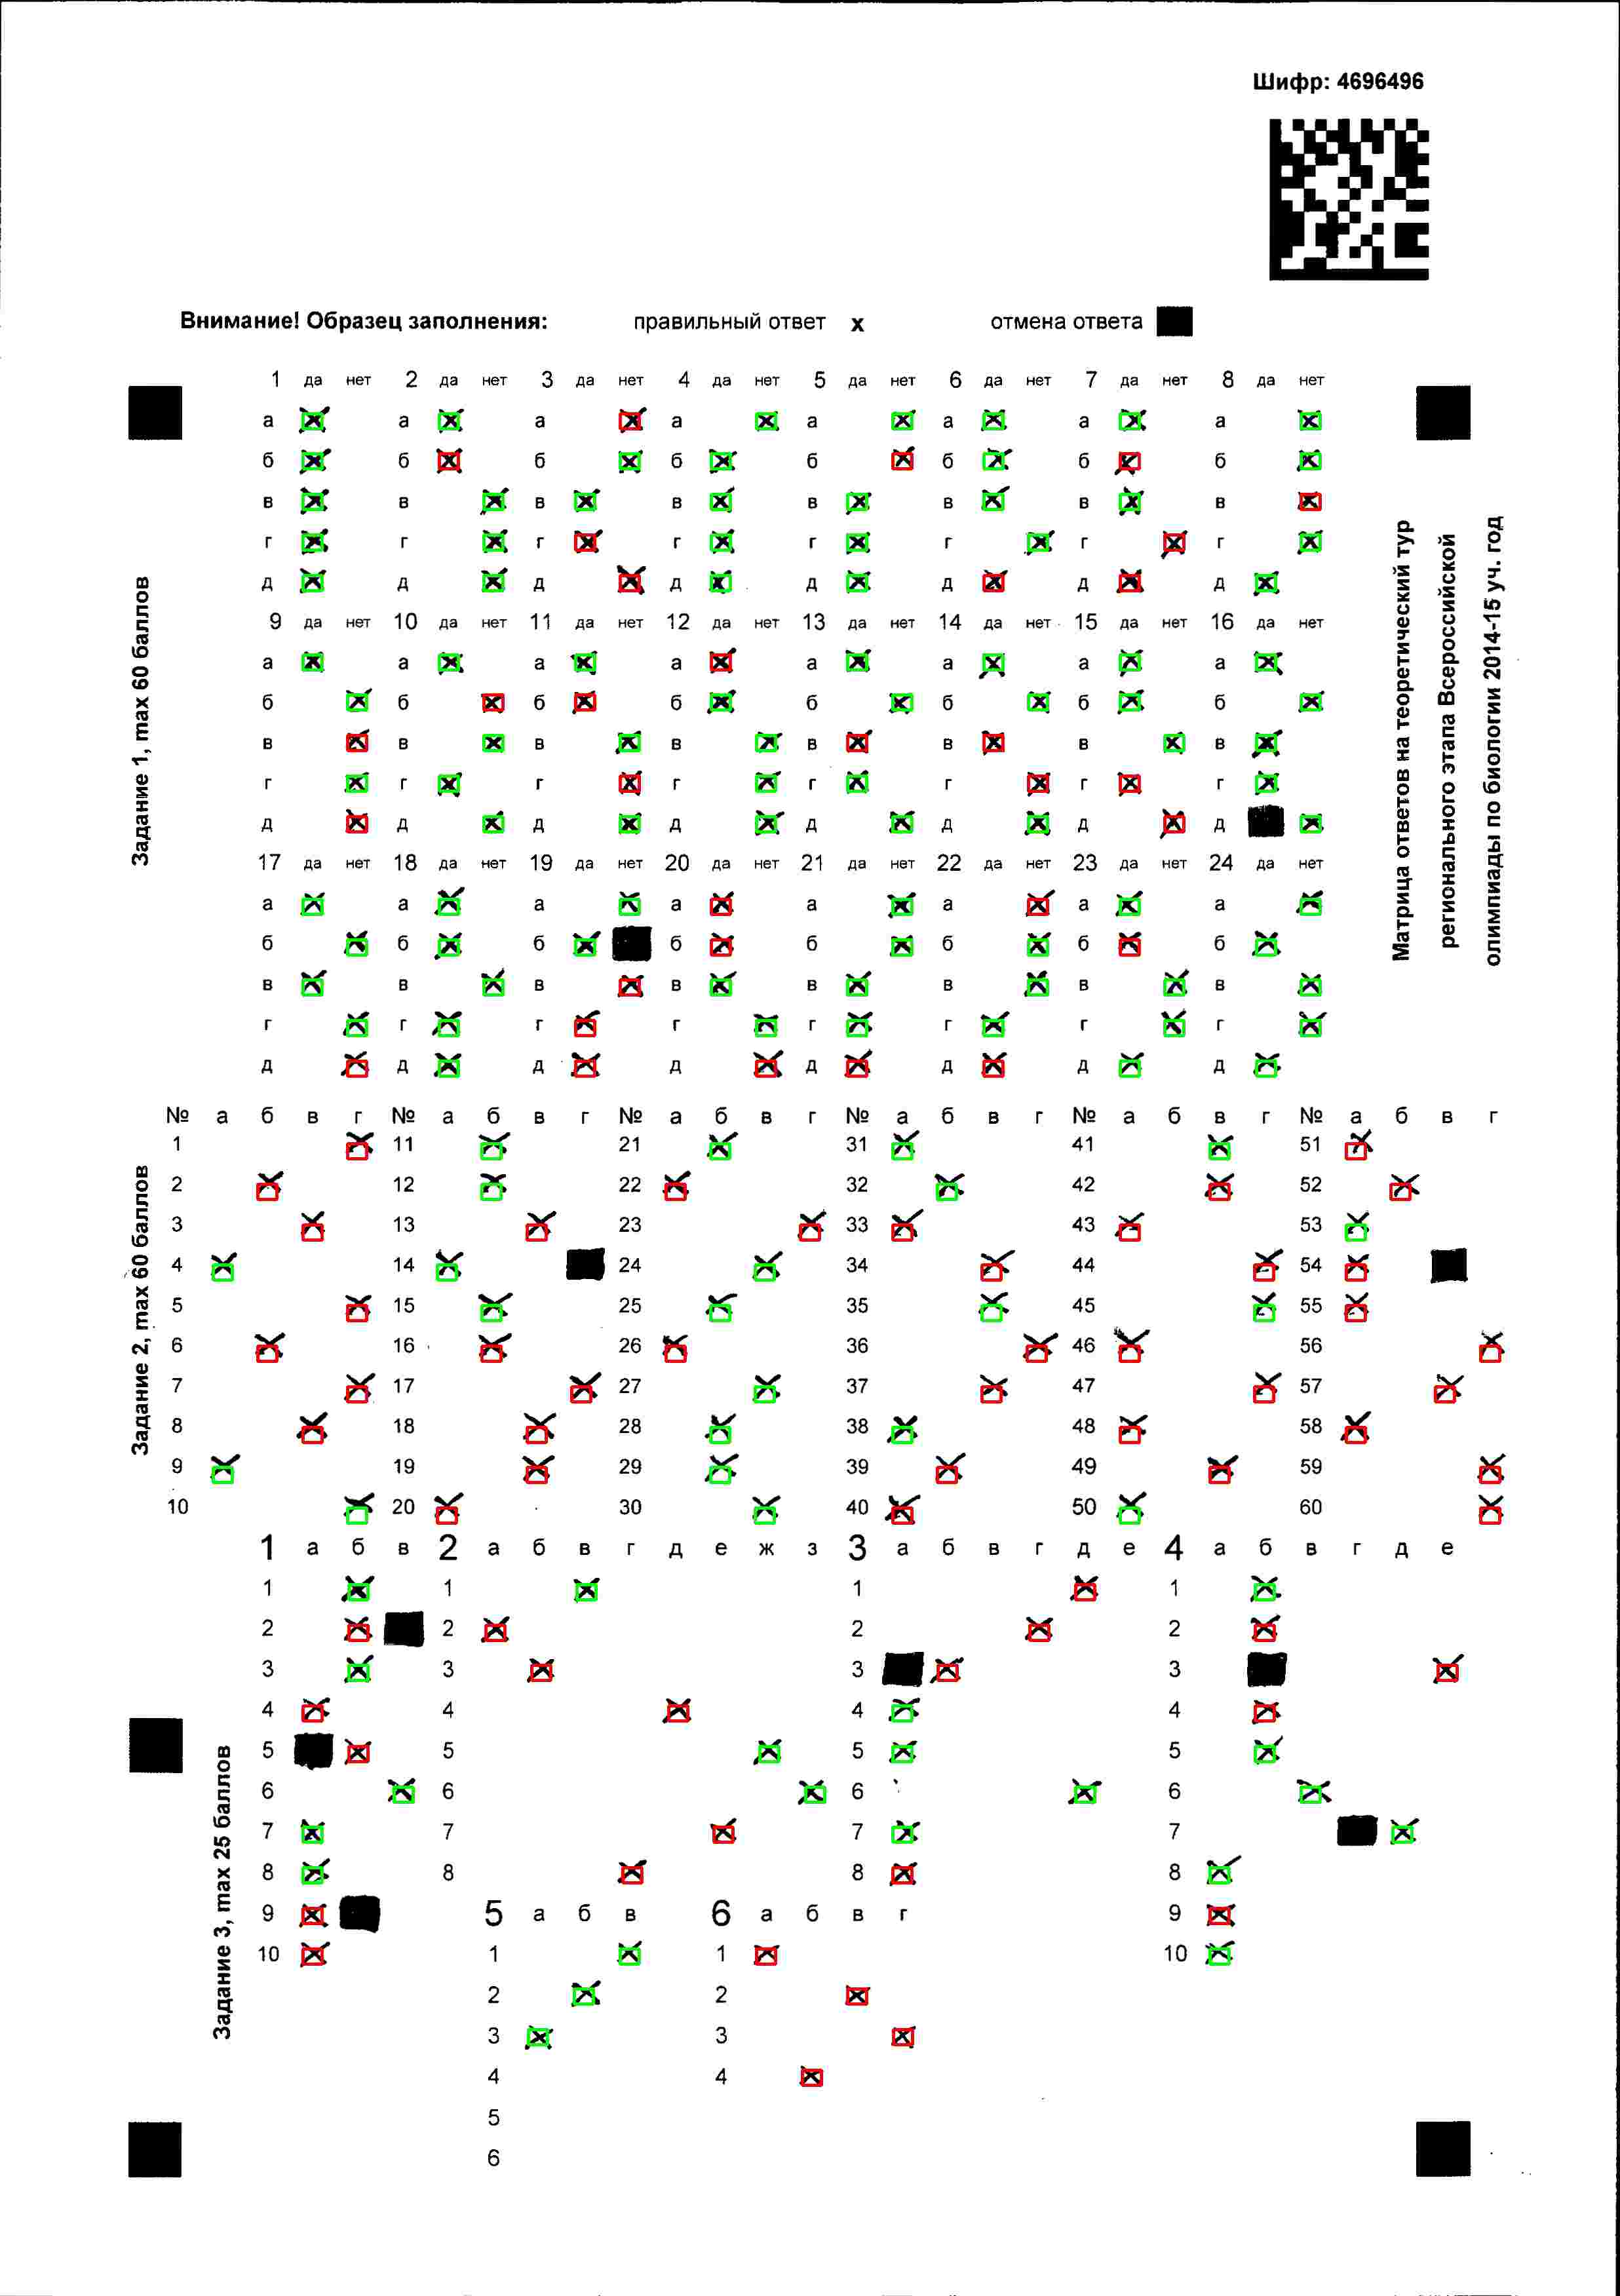 Шифр: 4696496
Внимание! Образец заполнения: правильный ответ x отмена ответа
1 да нет 2 да нет 3 да нет 4 да нет 5 да нет 6 да нет 7 да нет 8 да нет
а а а а а а а а
б б б б б б б б
в в в в в в в в
г г г г г г г г
д д д д д д д д
9 да нет 10 да нет 11 да нет 12 да нет 13 да нет 14 да нет 15 да нет 16 да нет
а а а а а а а а
б б б б б б б б
в в в в в в в в
г г г г г г г г
д д д д д д д д
17 да нет 18 да нет 19 да нет 20 да нет 21 да нет 22 да нет 23 да нет 24 да нет
а а а а а а а а
б б б б б б б б
в в в в в в в в
г г г г г г г г
д д д д д д д д
Задание 1, max 60 баллов
Матрица ответов на теоретический тур
регионального этапа Всероссийской
олимпиады по биологии 2014-15 уч. год
№ а б в г № а б в г № а б в г № а б в г № а б в г № а б в г
1 11 21 31 41 51
2 12 22 32 42 52
3 13 23 33 43 53
4 14 24 34 44 54
5 15 25 35 45 55
6 16 26 36 46 56
7 17 27 37 47 57
8 18 28 38 48 58
9 19 29 39 49 59
10 20 30 40 50 60
Задание 2, max 60 баллов
1 а б в 2 а б в г д е ж з 3 а б в г д е 4 а б в г д е
1 1 1 1
2 2 2 2
3 3 3 3
4 4 4 4
5 5 5 5
6 6 6 6
7 7 7 7
8 8 8 8
9 5 а б в 6 а б в г 9
10 1 1 10
2 2
3 3
4 4
5
6
Задание 3, max 25 баллов